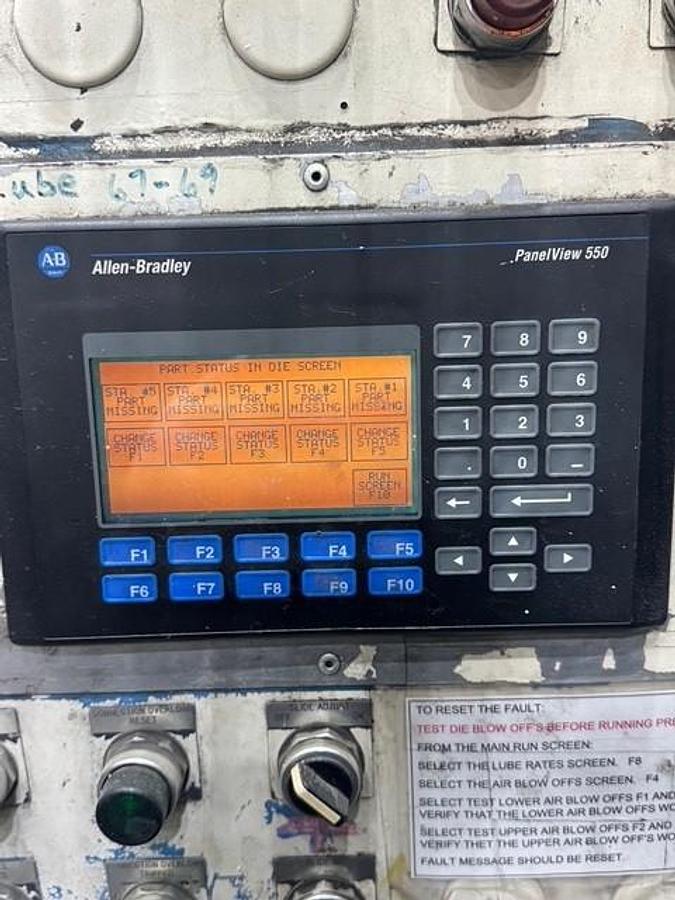 Lube 69-69
A·B
Allen-Bradley
PanelView 550
PART STATUS IN DIE SCREEN
STA. #5 STA. #4 STA. #3 STA.#2 STA.#1
PART PART PART PART PART
MISSING MISSING MISSING MISSING MISSING
CHANGE CHANGE CHANGE CHANGE CHANGE
STATUS STATUS STATUS STATUS STATUS
F1 F2 F3 F4 F5
RUN
SCREEN
F10
7 8 9
4 5 6
1 2 3
. 0 –
F1 F2 F3 F4 F5
F6 F7 F8 F9 F10
OVERLOAD
RESET
SLIDE ADJUST
OFF
TO RESET THE FAULT:
TEST DIE BLOW OFF'S BEFORE RUNNING PRE
FROM THE MAIN RUN SCREEN:
SELECT THE LUBE RATES SCREEN. F8
SELECT THE AIR BLOW OFFS SCREEN. F4
SELECT TEST LOWER AIR BLOW OFFS F1 AND
VERIFY THAT THE LOWER AIR BLOW OFFS WO
SELECT TEST UPPER AIR BLOW OFFS F2 AND
VERIFY THET THE UPPER AIR BLOW OFF'S WO
FAULT MESSAGE SHOULD BE RESET.